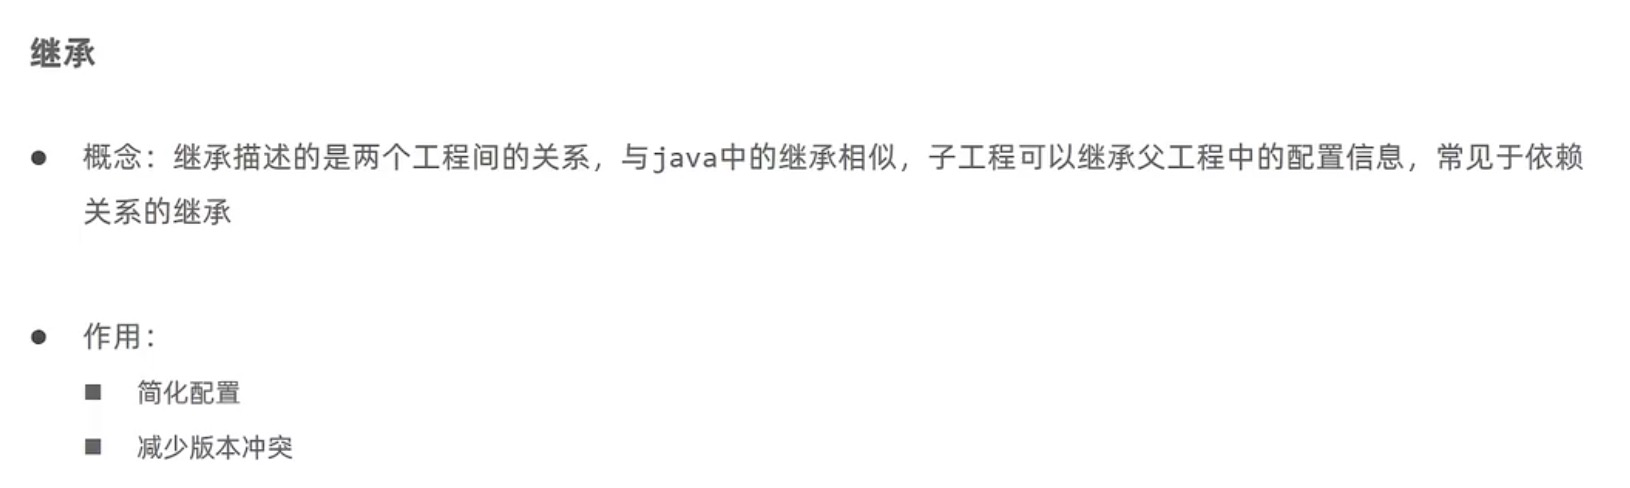 继承
● 概念：继承描述的是两个工程间的关系，与java中的继承相似，子工程可以继承父工程中的配置信息，常见于依赖
关系的继承
● 作用：
■ 简化配置
■ 减少版本冲突